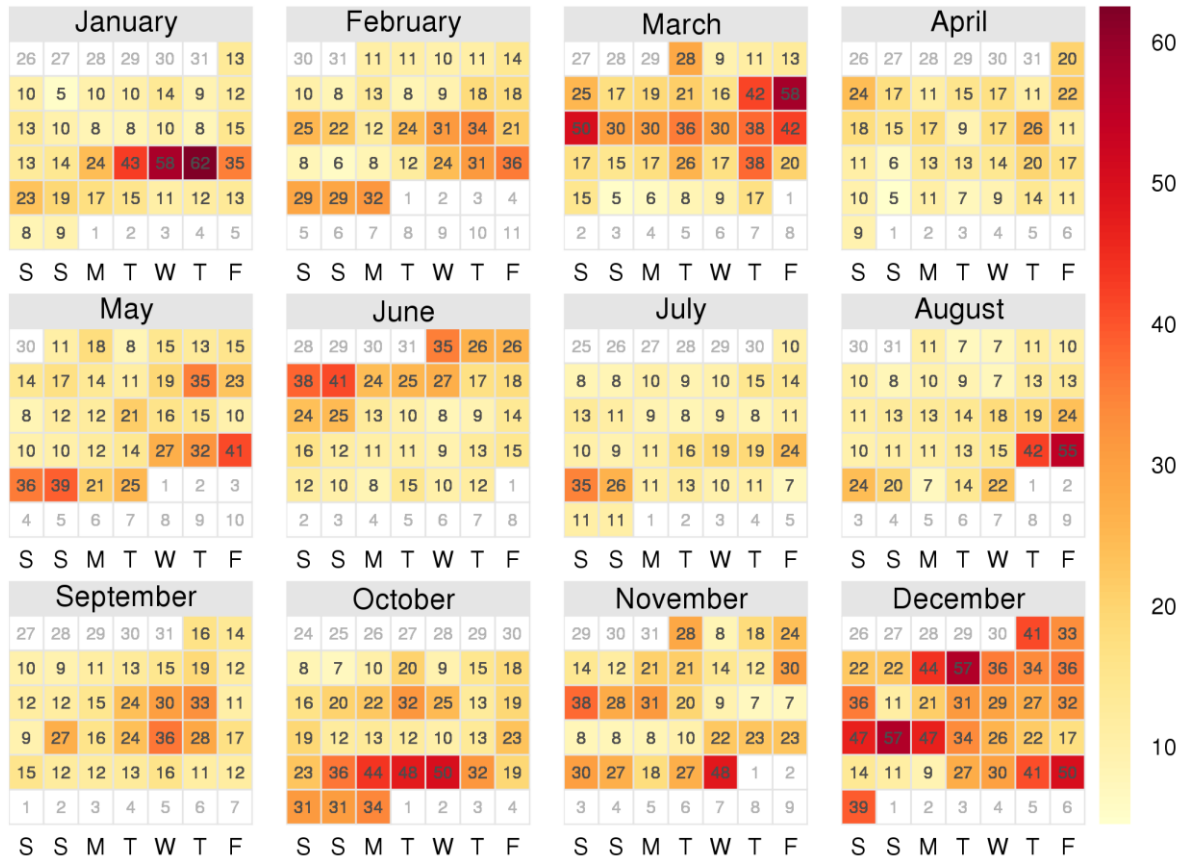 January February March April
26 27 28 29 30 31 13 30 31 11 11 10 11 14 27 28 29 28 9 11 13 26 27 28 29 30 31 20 60
10 5 10 10 14 9 12 10 8 13 8 9 18 18 25 17 19 21 16 42 58 24 17 11 15 17 11 22
13 10 8 8 10 8 15 25 22 12 24 31 34 21 50 30 30 36 30 38 42 18 15 17 9 17 26 11
13 14 24 43 58 62 35 8 6 8 12 24 31 36 17 15 17 26 17 38 20 11 6 13 13 14 20 17 50
23 19 17 15 11 12 13 29 29 32 1 2 3 4 15 5 6 8 9 17 1 10 5 11 7 9 14 11
8 9 1 2 3 4 5 5 6 7 8 9 10 11 2 3 4 5 6 7 8 9 1 2 3 4 5 6
S S M T W T F S S M T W T F S S M T W T F S S M T W T F
May June July August
30 11 18 8 15 13 15 28 29 30 31 35 26 26 25 26 27 28 29 30 10 30 31 11 7 7 11 10 40
14 17 14 11 19 35 23 38 41 24 25 27 17 18 8 8 10 9 10 15 14 10 8 10 9 7 13 13
8 12 12 21 16 15 10 24 25 13 10 8 9 14 13 11 9 8 9 8 11 11 13 13 14 18 19 24
10 10 12 14 27 32 41 16 12 11 11 9 13 15 10 9 11 16 19 19 24 10 11 11 13 15 42 55 30
36 39 21 25 1 2 3 12 10 8 15 10 12 1 35 26 11 13 10 11 7 24 20 7 14 22 1 2
4 5 6 7 8 9 10 2 3 4 5 6 7 8 11 11 1 2 3 4 5 3 4 5 6 7 8 9
S S M T W T F S S M T W T F S S M T W T F S S M T W T F
September October November December 20
27 28 29 30 31 16 14 24 25 26 27 28 29 30 29 30 31 28 8 18 24 26 27 28 29 30 41 33
10 9 11 13 15 19 12 8 7 10 20 9 15 18 14 12 21 21 14 12 30 22 22 44 57 36 34 36
12 12 15 24 30 33 11 16 20 22 32 25 13 19 38 28 31 20 9 7 7 36 11 21 31 29 27 32
9 27 16 24 36 28 17 19 12 13 12 10 13 23 8 8 8 10 22 23 23 47 57 47 34 26 22 17 10
15 12 12 13 16 11 12 23 36 44 48 50 32 19 30 27 18 27 48 1 2 14 11 9 27 30 41 50
1 2 3 4 5 6 7 31 31 34 1 2 3 4 3 4 5 6 7 8 9 39 1 2 3 4 5 6
S S M T W T F S S M T W T F S S M T W T F S S M T W T F